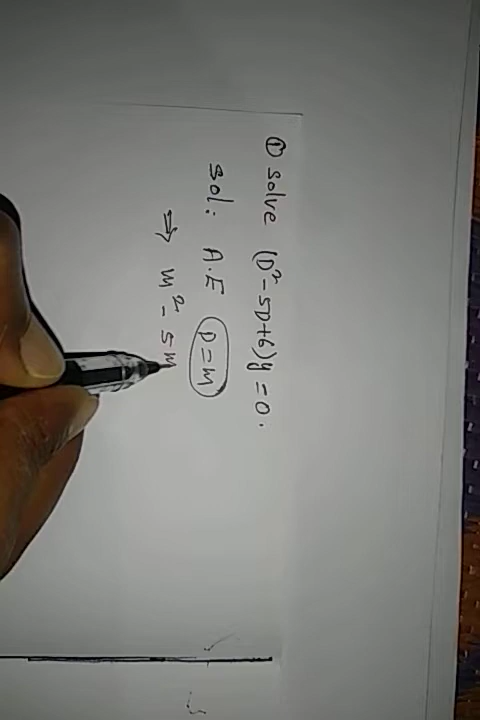 ① solve (D² - 5D + 6)y = 0.
Sol: A.E D = m
⇒ m² - 5m